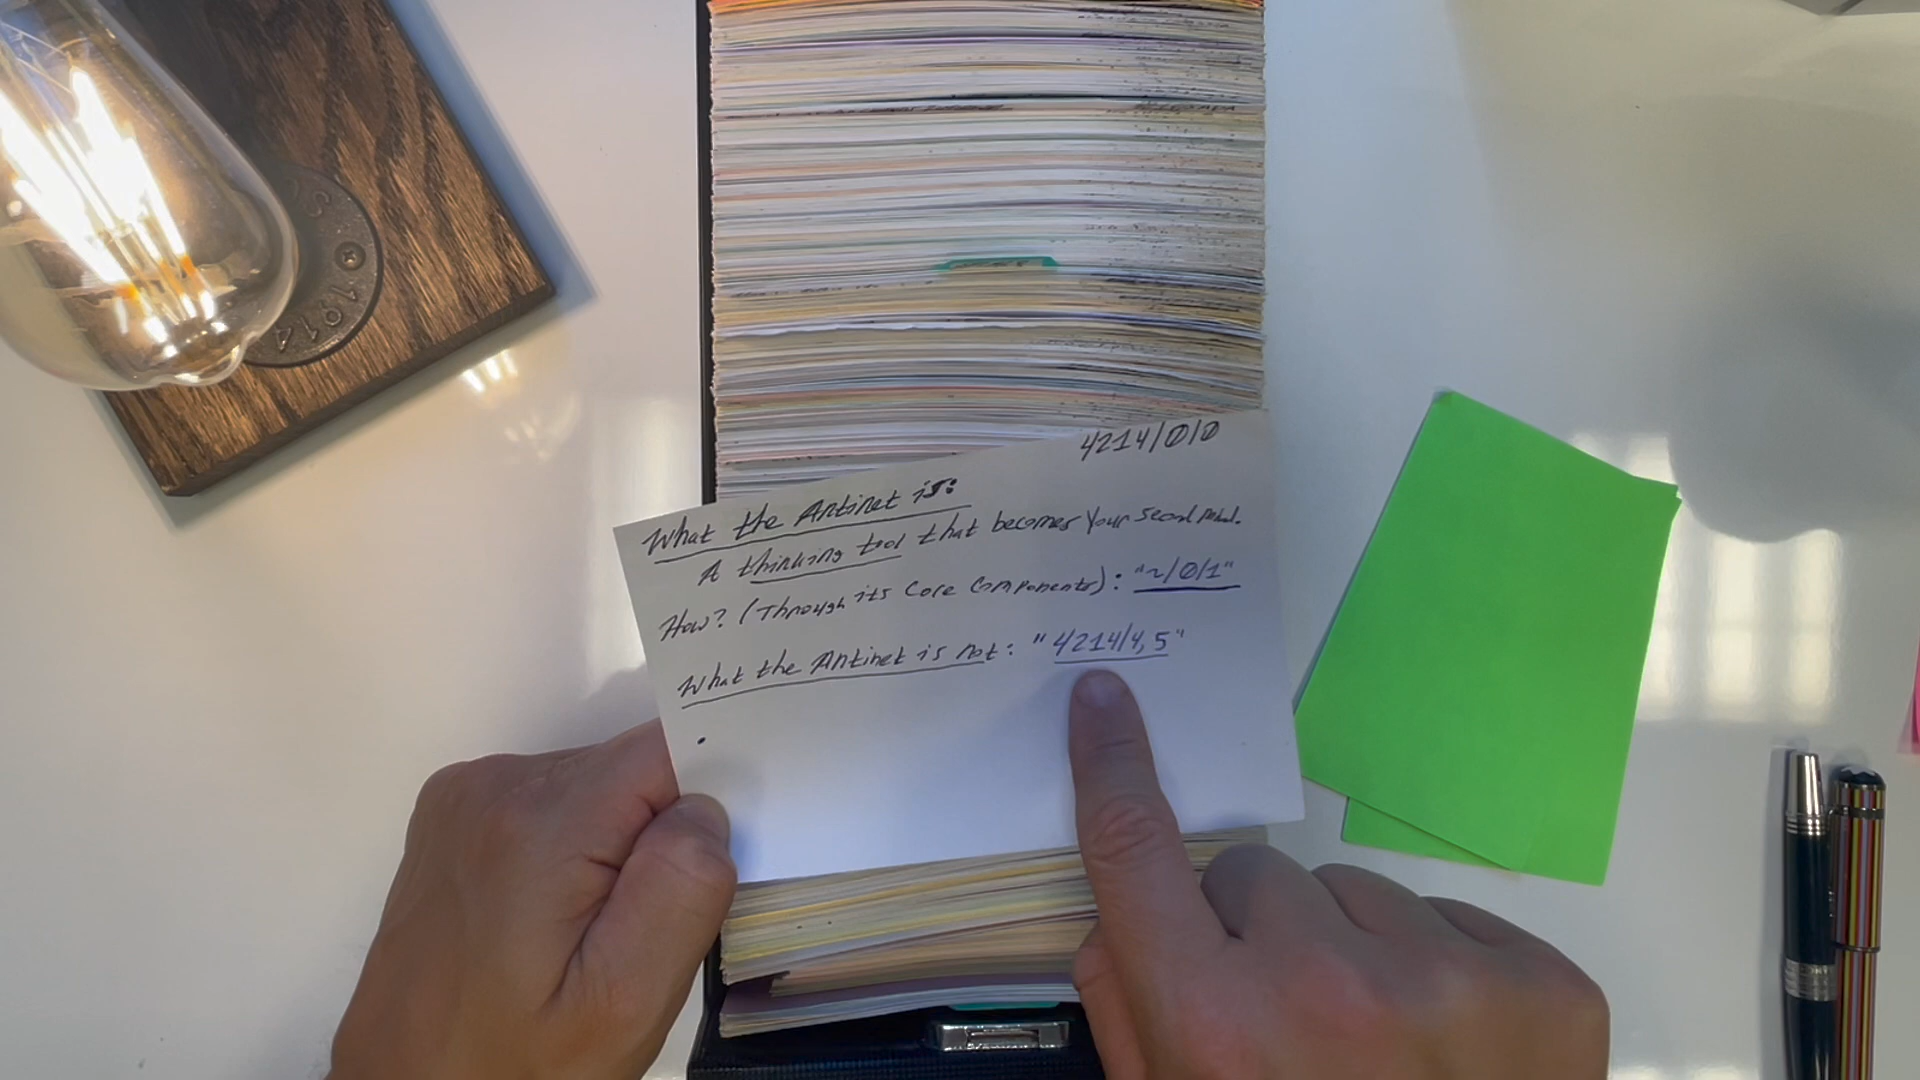 4214/0/0
What the Antinet is:
A thinking tool that becomes your second mind.
How? (Through its core components): "~/0/1"
What the Antinet is not: "4214/4,5"
•
1914